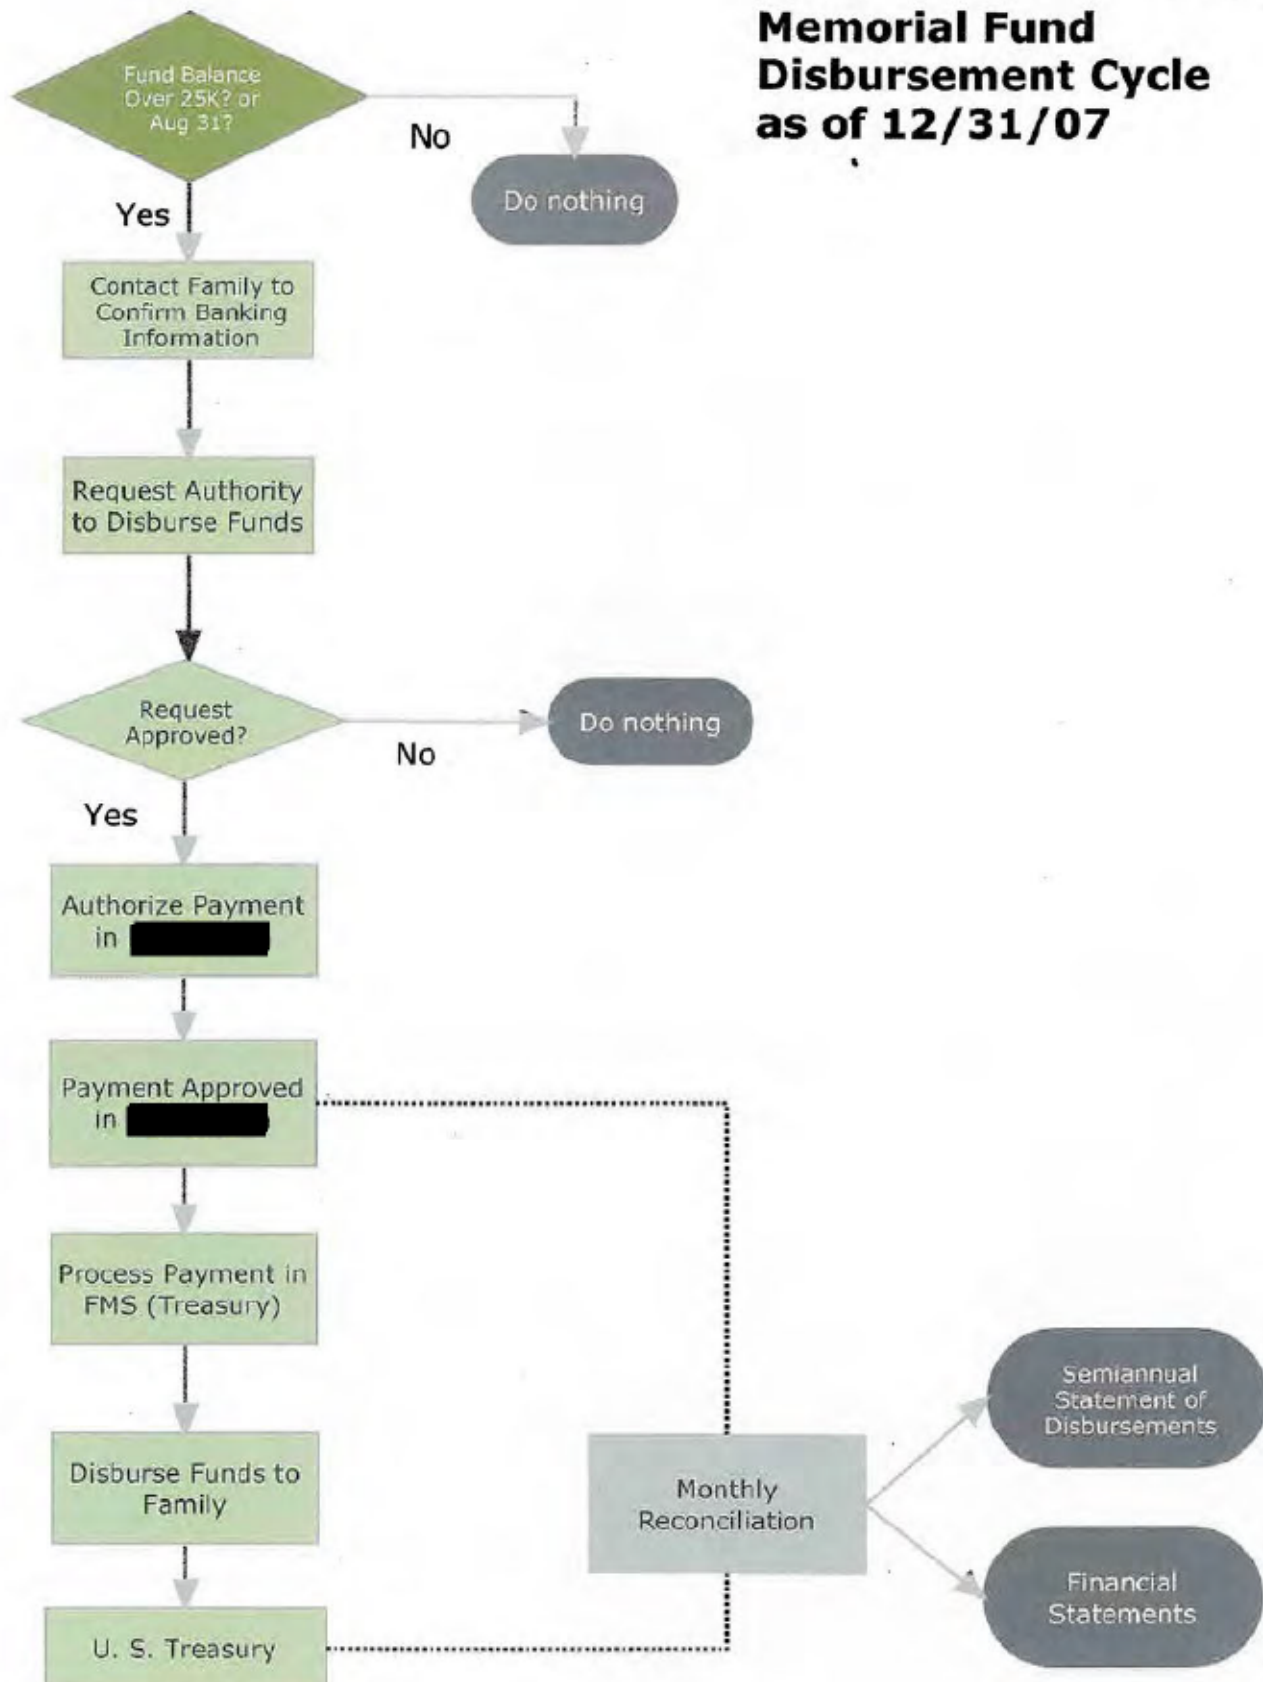 Memorial Fund
Disbursement Cycle
as of 12/31/07
Fund Balance
Over 25K? or
Aug 31?
No
Do nothing
Yes
Contact Family to
Confirm Banking
Information
Request Authority
to Disburse Funds
Request
Approved?
No
Do nothing
Yes
Authorize Payment
in
Payment Approved
in
Process Payment in
FMS (Treasury)
Disburse Funds to
Family
U. S. Treasury
Monthly
Reconciliation
Semiannual
Statement of
Disbursements
Financial
Statements